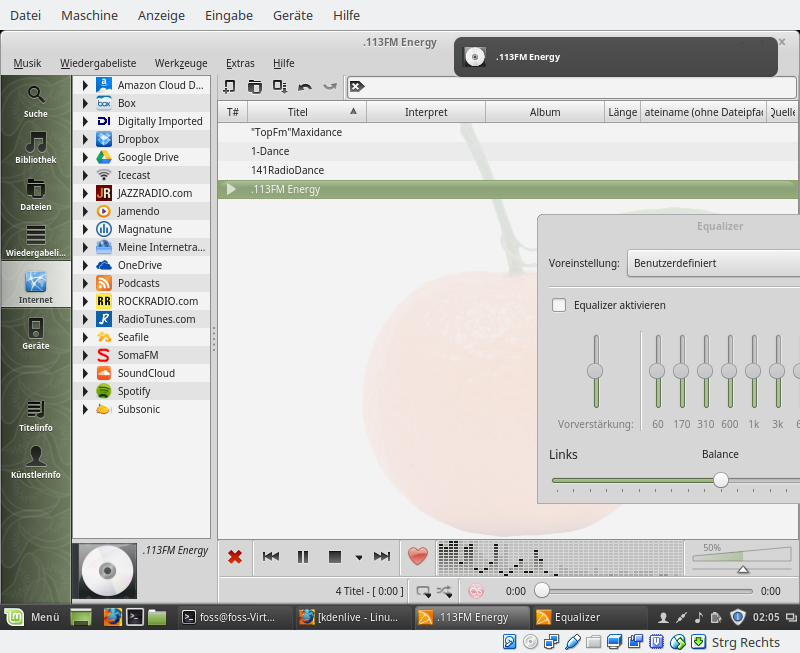 Datei Maschine Anzeige Eingabe Geräte Hilfe
.113FM Energy
.113FM Energy
Musik Wiedergabeliste Werkzeuge Extras Hilfe
Suche
Bibliothek
Dateien
Wiedergabeli...
Internet
Geräte
Titelinfo
Künstlerinfo
Amazon Cloud D...
Box
Digitally Imported
Dropbox
Google Drive
Icecast
JAZZRADIO.com
Jamendo
Magnatune
Meine Internetra...
OneDrive
Podcasts
ROCKRADIO.com
RadioTunes.com
Seafile
SomaFM
SoundCloud
Spotify
Subsonic
T# Titel Interpret Album Länge ateiname (ohne Dateipfad Quelle
"TopFm"Maxidance
1-Dance
141RadioDance
.113FM Energy
Equalizer
Voreinstellung: Benutzerdefiniert
Equalizer aktivieren
Vorverstärkung: 60 170 310 600 1k 3k 6
Links Balance
.113FM Energy
50%
4 Titel - [ 0:00 ] 0:00 0:00
Menü foss@foss-Virt... [kdenlive - Linu... .113FM Energy Equalizer 02:05
Strg Rechts